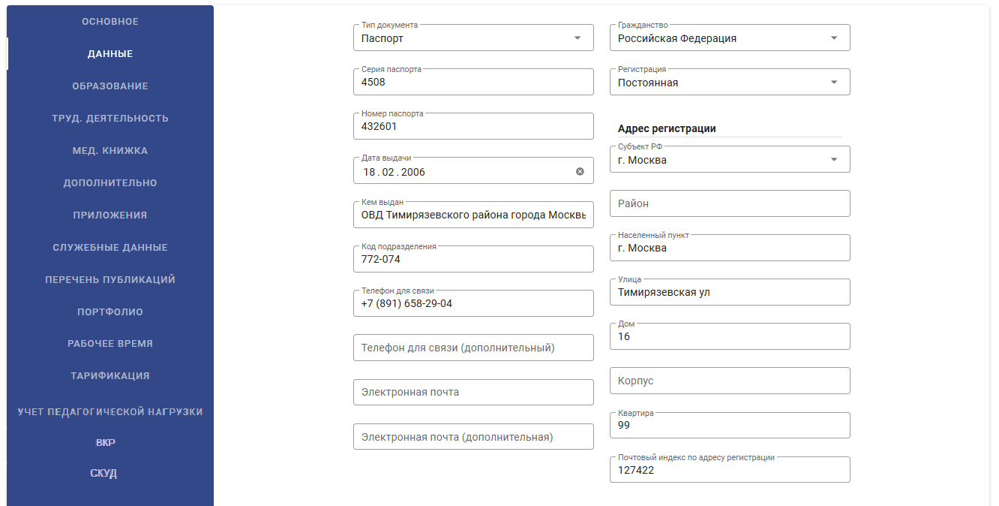 ОСНОВНОЕ
ДАННЫЕ
ОБРАЗОВАНИЕ
ТРУД. ДЕЯТЕЛЬНОСТЬ
МЕД. КНИЖКА
ДОПОЛНИТЕЛЬНО
ПРИЛОЖЕНИЯ
СЛУЖЕБНЫЕ ДАННЫЕ
ПЕРЕЧЕНЬ ПУБЛИКАЦИЙ
ПОРТФОЛИО
РАБОЧЕЕ ВРЕМЯ
ТАРИФИКАЦИЯ
УЧЕТ ПЕДАГОГИЧЕСКОЙ НАГРУЗКИ
ВКР
СКУД
Тип документа
Паспорт
Серия паспорта
4508
Номер паспорта
432601
Дата выдачи
18.02.2006
Кем выдан
ОВД Тимирязевского района города Москвы
Код подразделения
772-074
Телефон для связи
+7 (891) 658-29-04
Телефон для связи (дополнительный)
Электронная почта
Электронная почта (дополнительная)
Гражданство
Российская Федерация
Регистрация
Постоянная
Адрес регистрации
Субъект РФ
г. Москва
Район
Населенный пункт
г. Москва
Улица
Тимирязевская ул
Дом
16
Корпус
Квартира
99
Почтовый индекс по адресу регистрации
127422